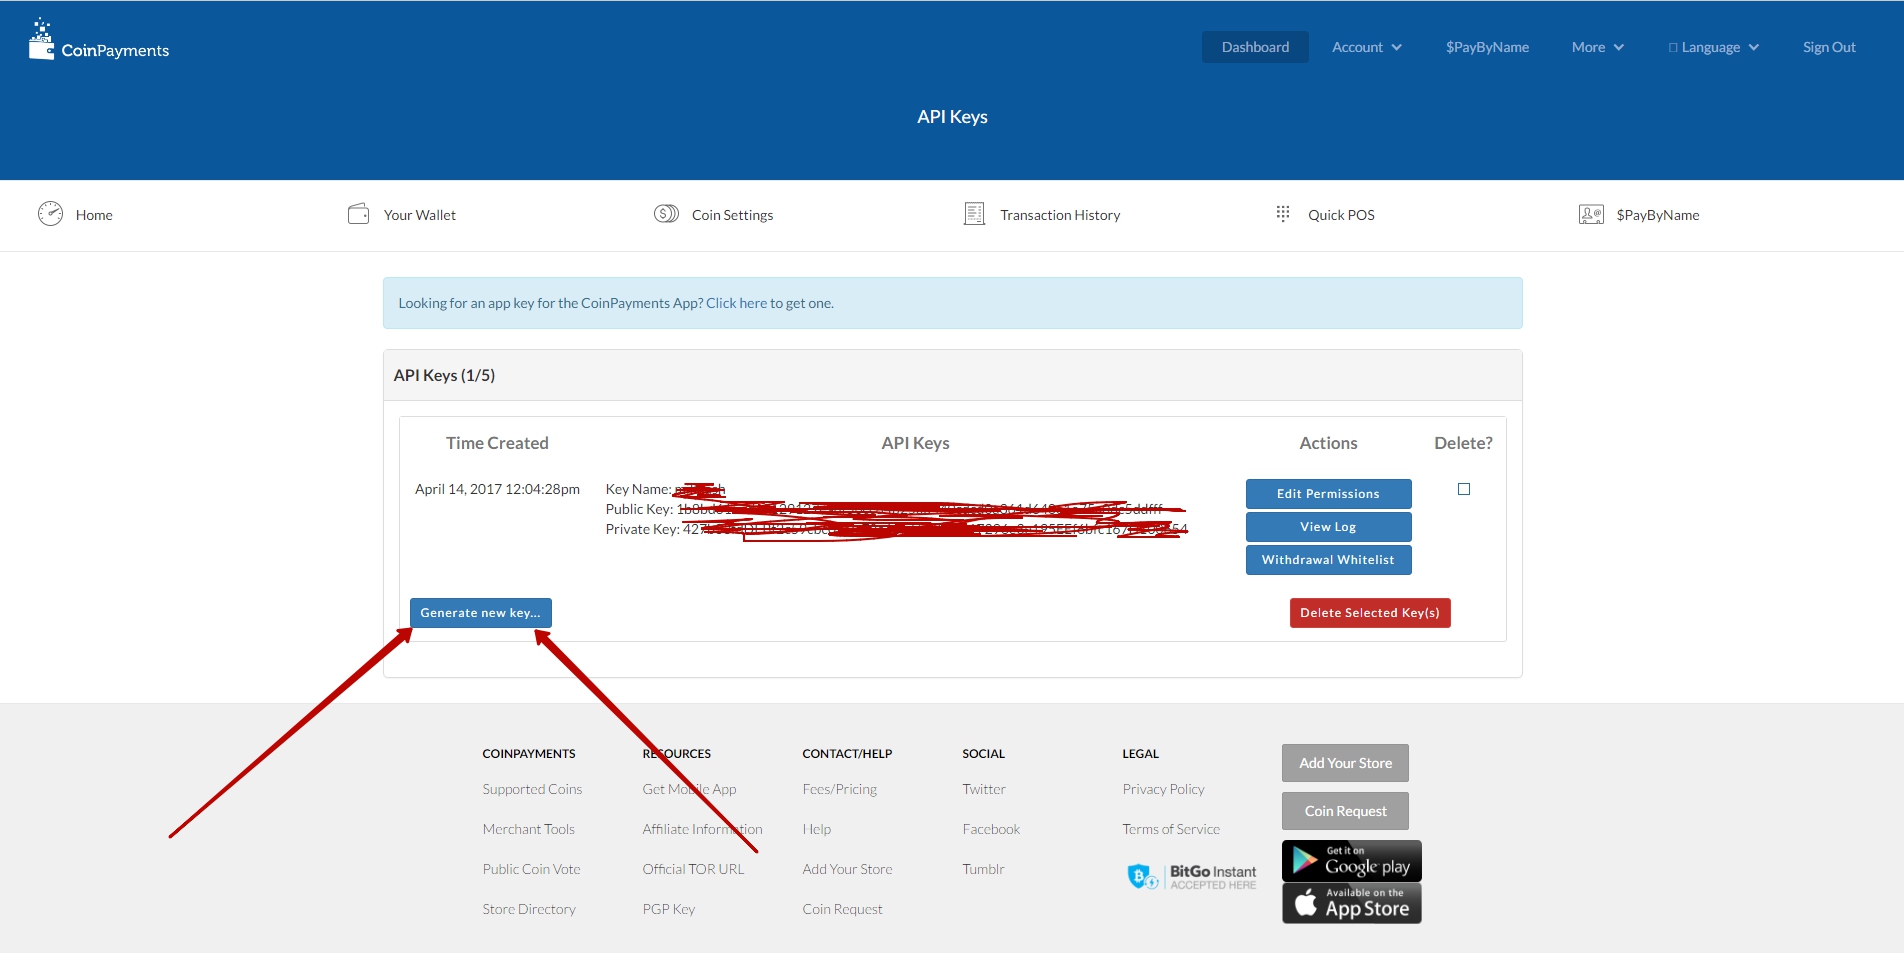 CoinPayments
Dashboard
Account
$PayByName
More
Language
Sign Out
API Keys
Home
Your Wallet
Coin Settings
Transaction History
Quick POS
$PayByName
Looking for an app key for the CoinPayments App? Click here to get one.
API Keys (1/5)
Time Created
API Keys
Actions
Delete?
April 14, 2017 12:04:28pm
Key Name:
Public Key:
Private Key:
Edit Permissions
View Log
Withdrawal Whitelist
Generate new key...
Delete Selected Key(s)
COINPAYMENTS
Supported Coins
Merchant Tools
Public Coin Vote
Store Directory
RESOURCES
Get Mobile App
Affiliate Information
Official TOR URL
PGP Key
CONTACT/HELP
Fees/Pricing
Help
Add Your Store
Coin Request
SOCIAL
Twitter
Facebook
Tumblr
LEGAL
Privacy Policy
Terms of Service
BitGo Instant
ACCEPTED HERE
Add Your Store
Coin Request
Get it on
Google play
Available on the
App Store